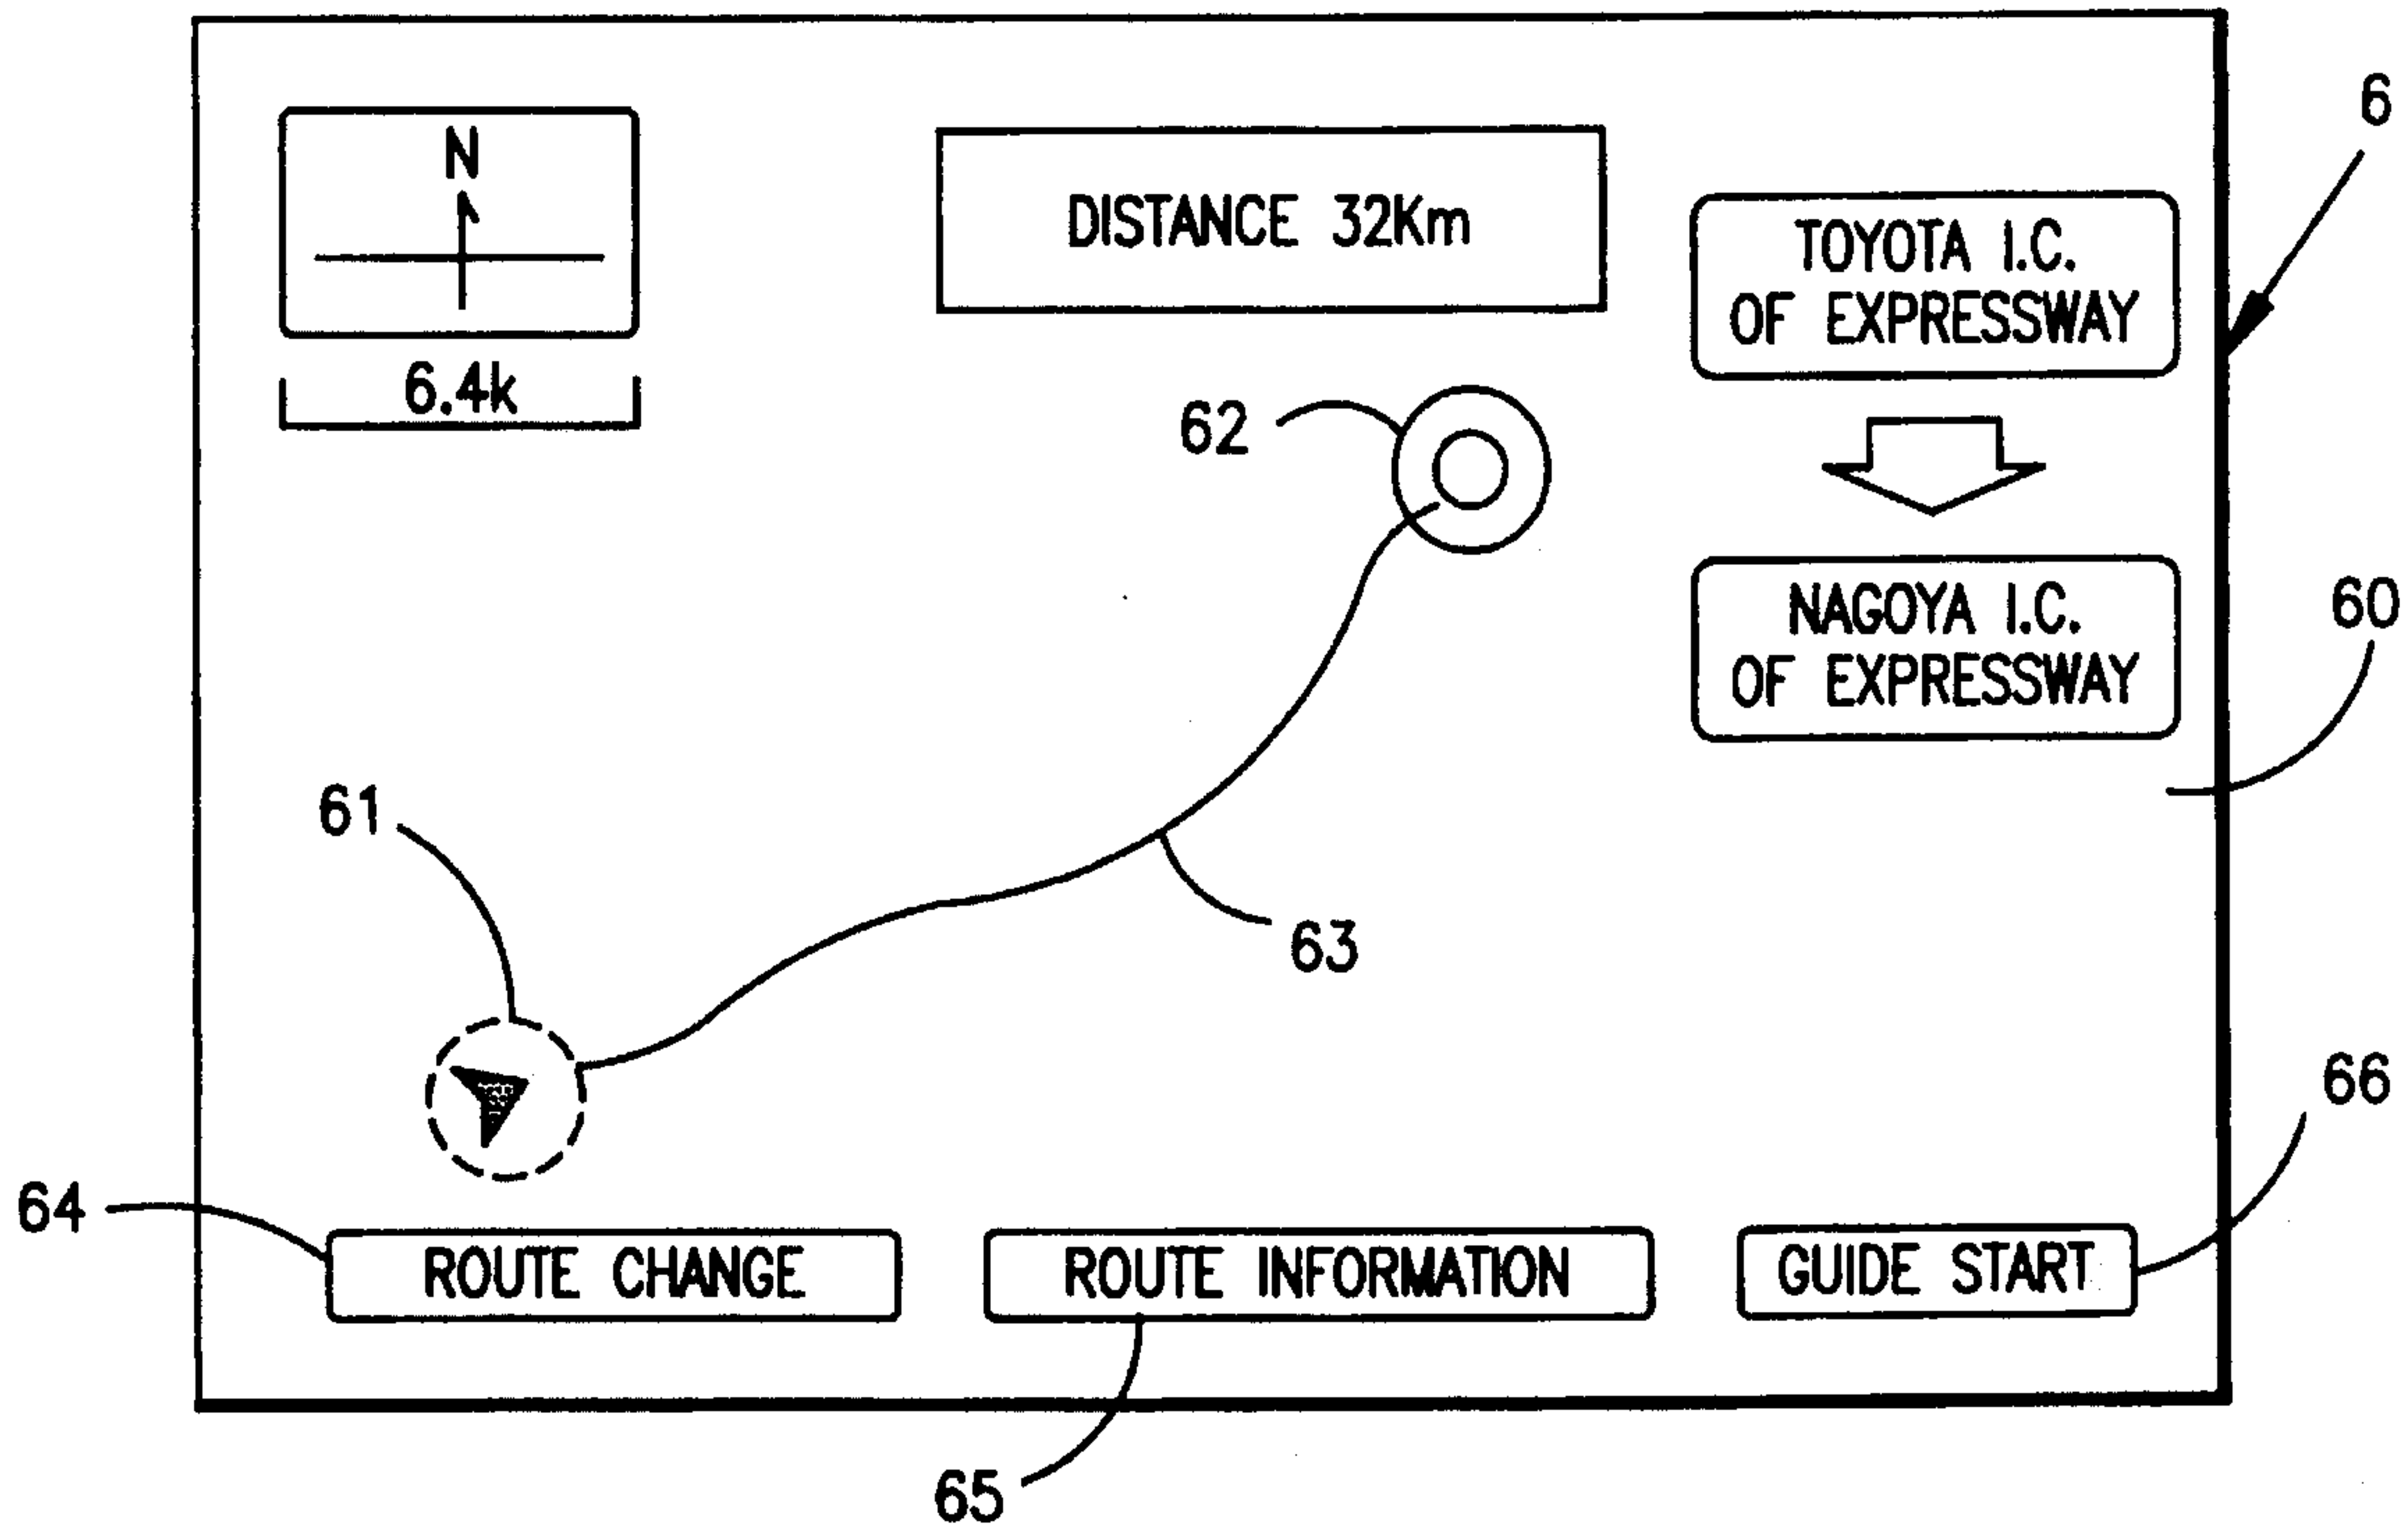 6
N
DISTANCE 32Km
TOYOTA I.C.
OF EXPRESSWAY
6.4k
62
NAGOYA I.C.
OF EXPRESSWAY
60
61
63
66
64
ROUTE CHANGE
ROUTE INFORMATION
GUIDE START
65